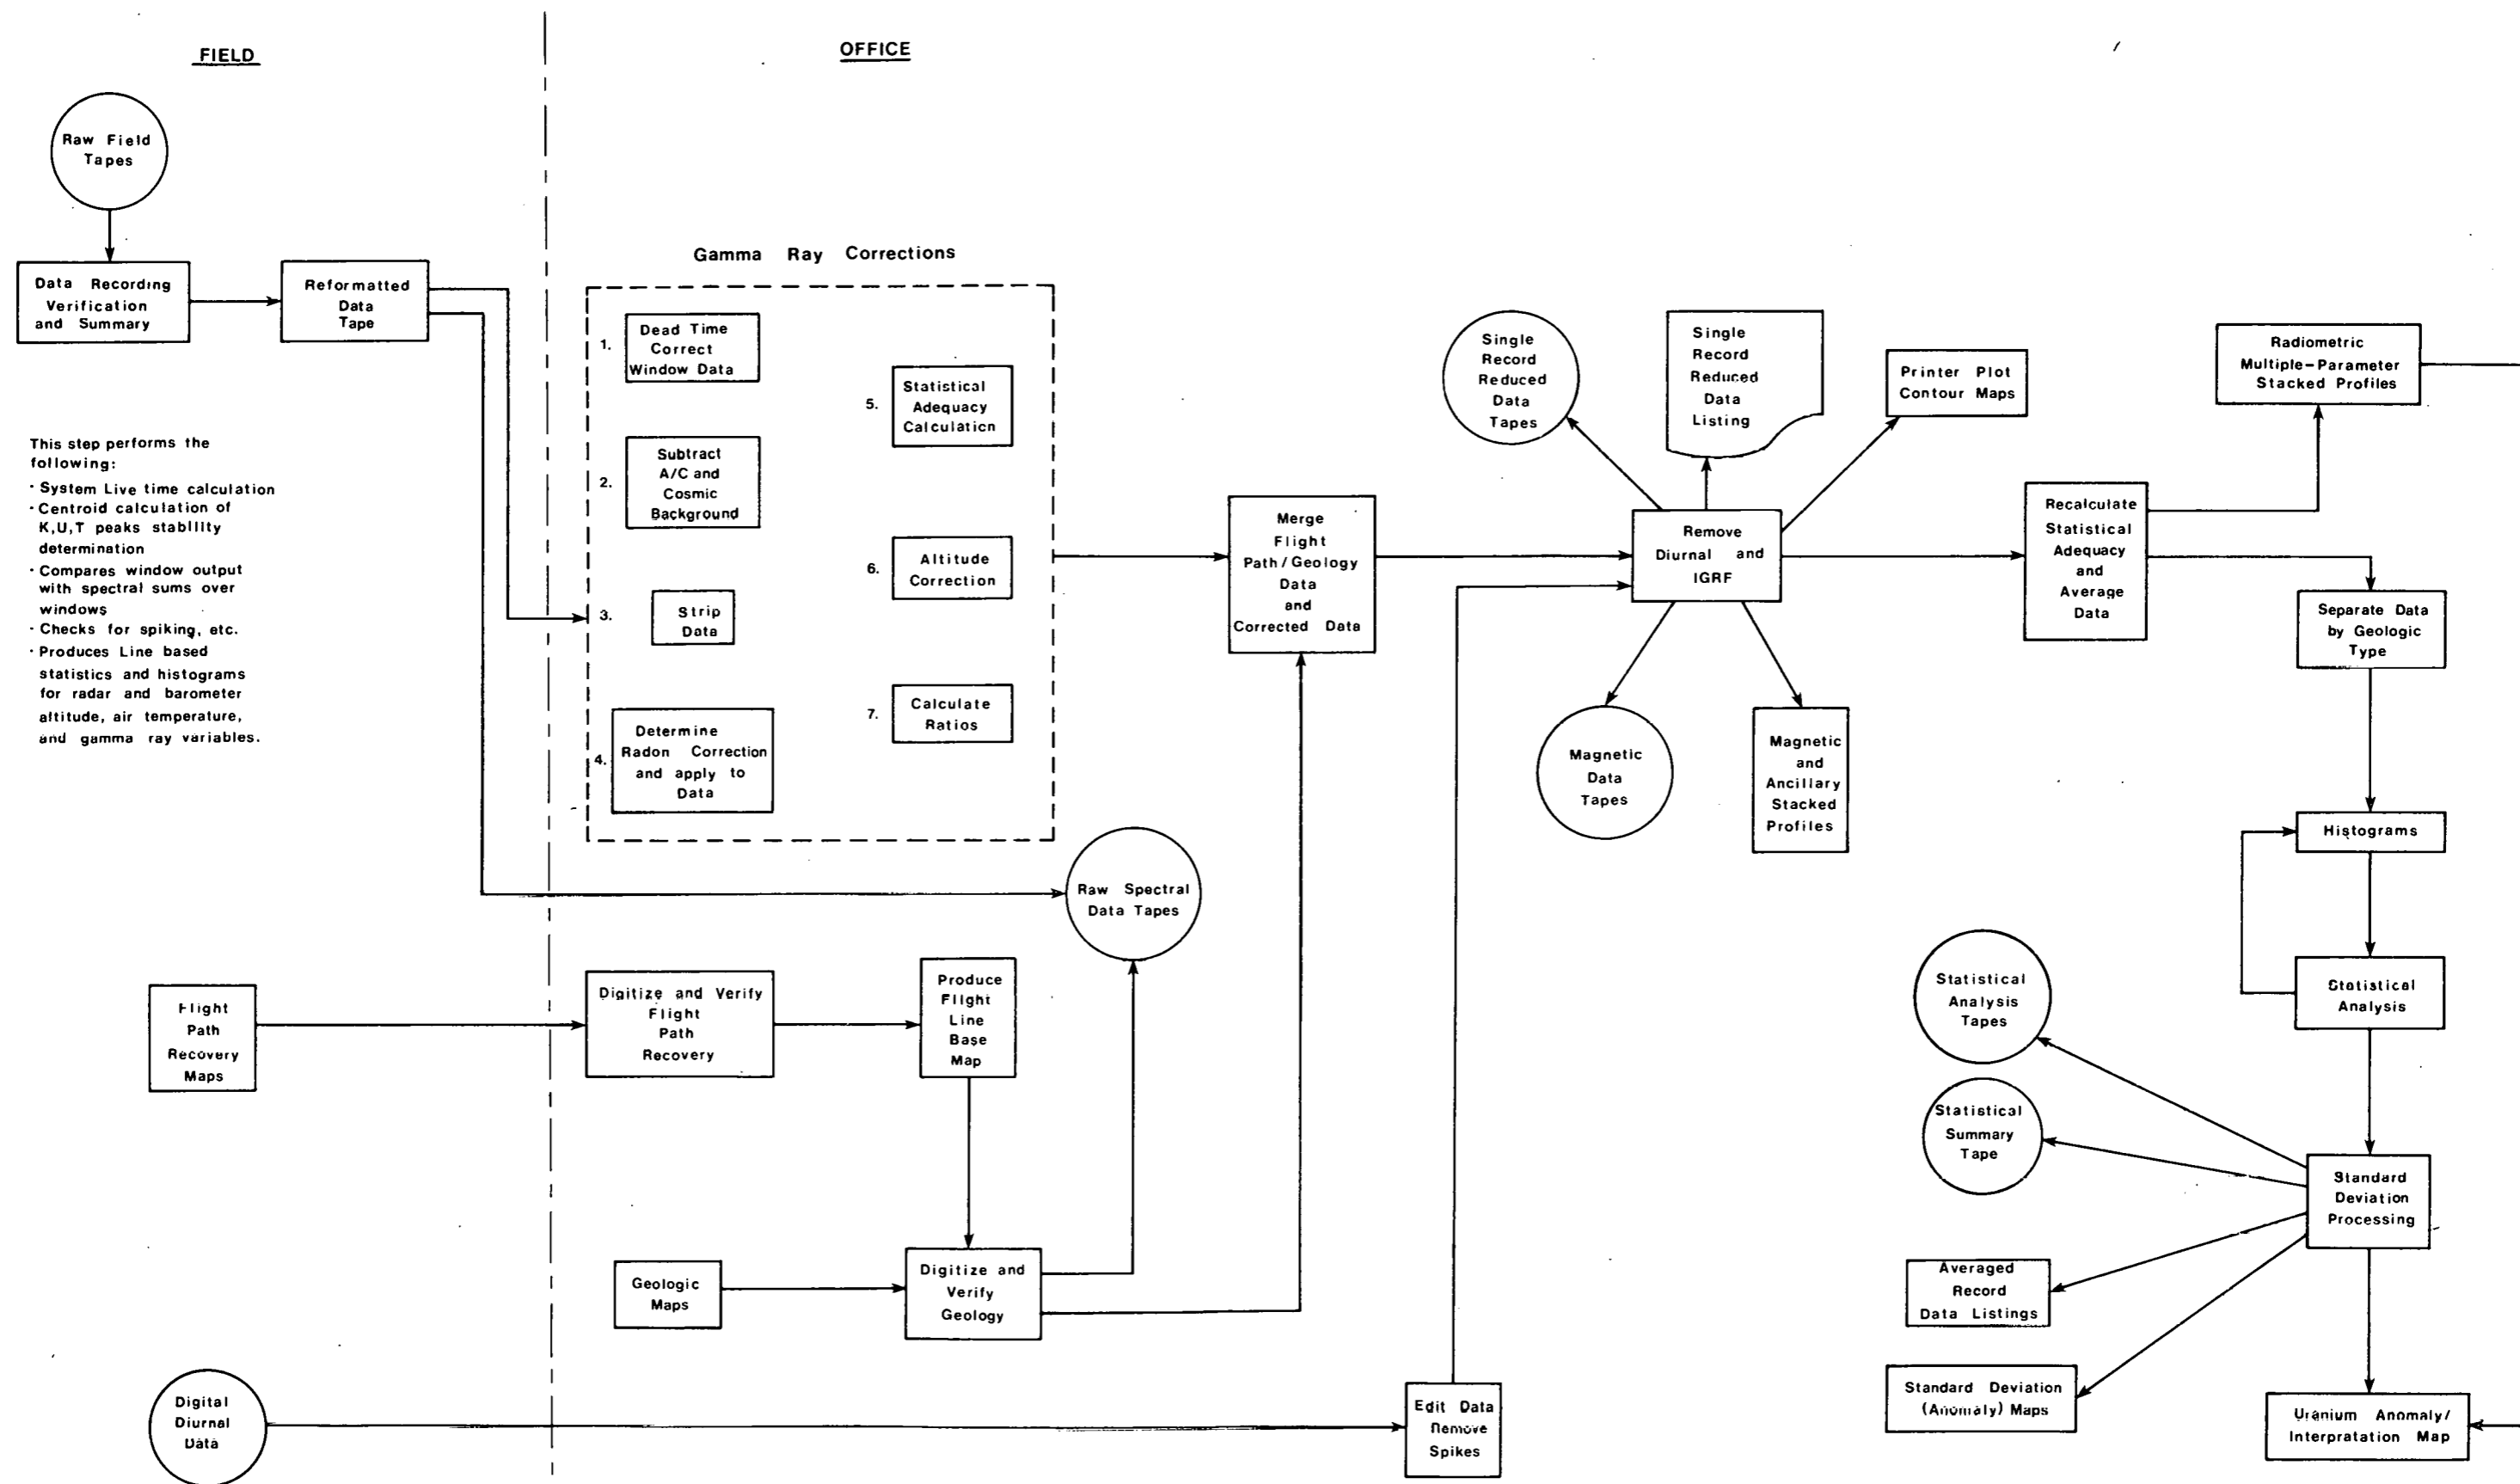 FIELD
OFFICE
Raw Field
Tapes
Data Recording
Verification
and Summary
Reformatted
Data
Tape
This step performs the
following:
· System Live time calculation
· Centroid calculation of
K,U,T peaks stability
determination
· Compares window output
with spectral sums over
windows
· Checks for spiking, etc.
· Produces Line based
statistics and histograms
for radar and barometer
altitude, air temperature,
and gamma ray variables.
Gamma Ray Corrections
1.
Dead Time
Correct
Window Data
2.
Subtract
A/C and
Cosmic
Background
3.
Strip
Data
4.
Determine
Radon Correction
and apply to
Data
5.
Statistical
Adequacy
Calculation
6.
Altitude
Correction
7.
Calculate
Ratios
Raw Spectral
Data Tapes
Flight
Path
Recovery
Maps
Digitize and Verify
Flight
Path
Recovery
Produce
Flight
Line
Base
Map
Geologic
Maps
Digitize and
Verify
Geology
Digital
Diurnal
Data
Edit Data
Remove
Spikes
Merge
Flight
Path/Geology
Data
and
Corrected Data
Single
Record
Reduced
Data
Tapes
Single
Record
Reduced
Data
Listing
Printer Plot
Contour Maps
Remove
Diurnal and
IGRF
Magnetic
Data
Tapes
Magnetic
and
Ancillary
Stacked
Profiles
Recalculate
Statistical
Adequacy
and
Average
Data
Radiometric
Multiple-Parameter
Stacked Profiles
Separate Data
by Geologic
Type
Histograms
Statistical
Analysis
Statistical
Analysis
Tapes
Statistical
Summary
Tape
Standard
Deviation
Processing
Averaged
Record
Data Listings
Standard Deviation
(Anomaly) Maps
Uranium Anomaly/
Interpratation Map